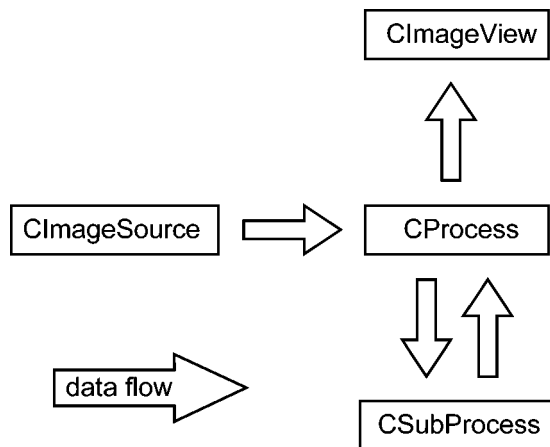 CImageView
CImageSource
CProcess
data flow
CSubProcess